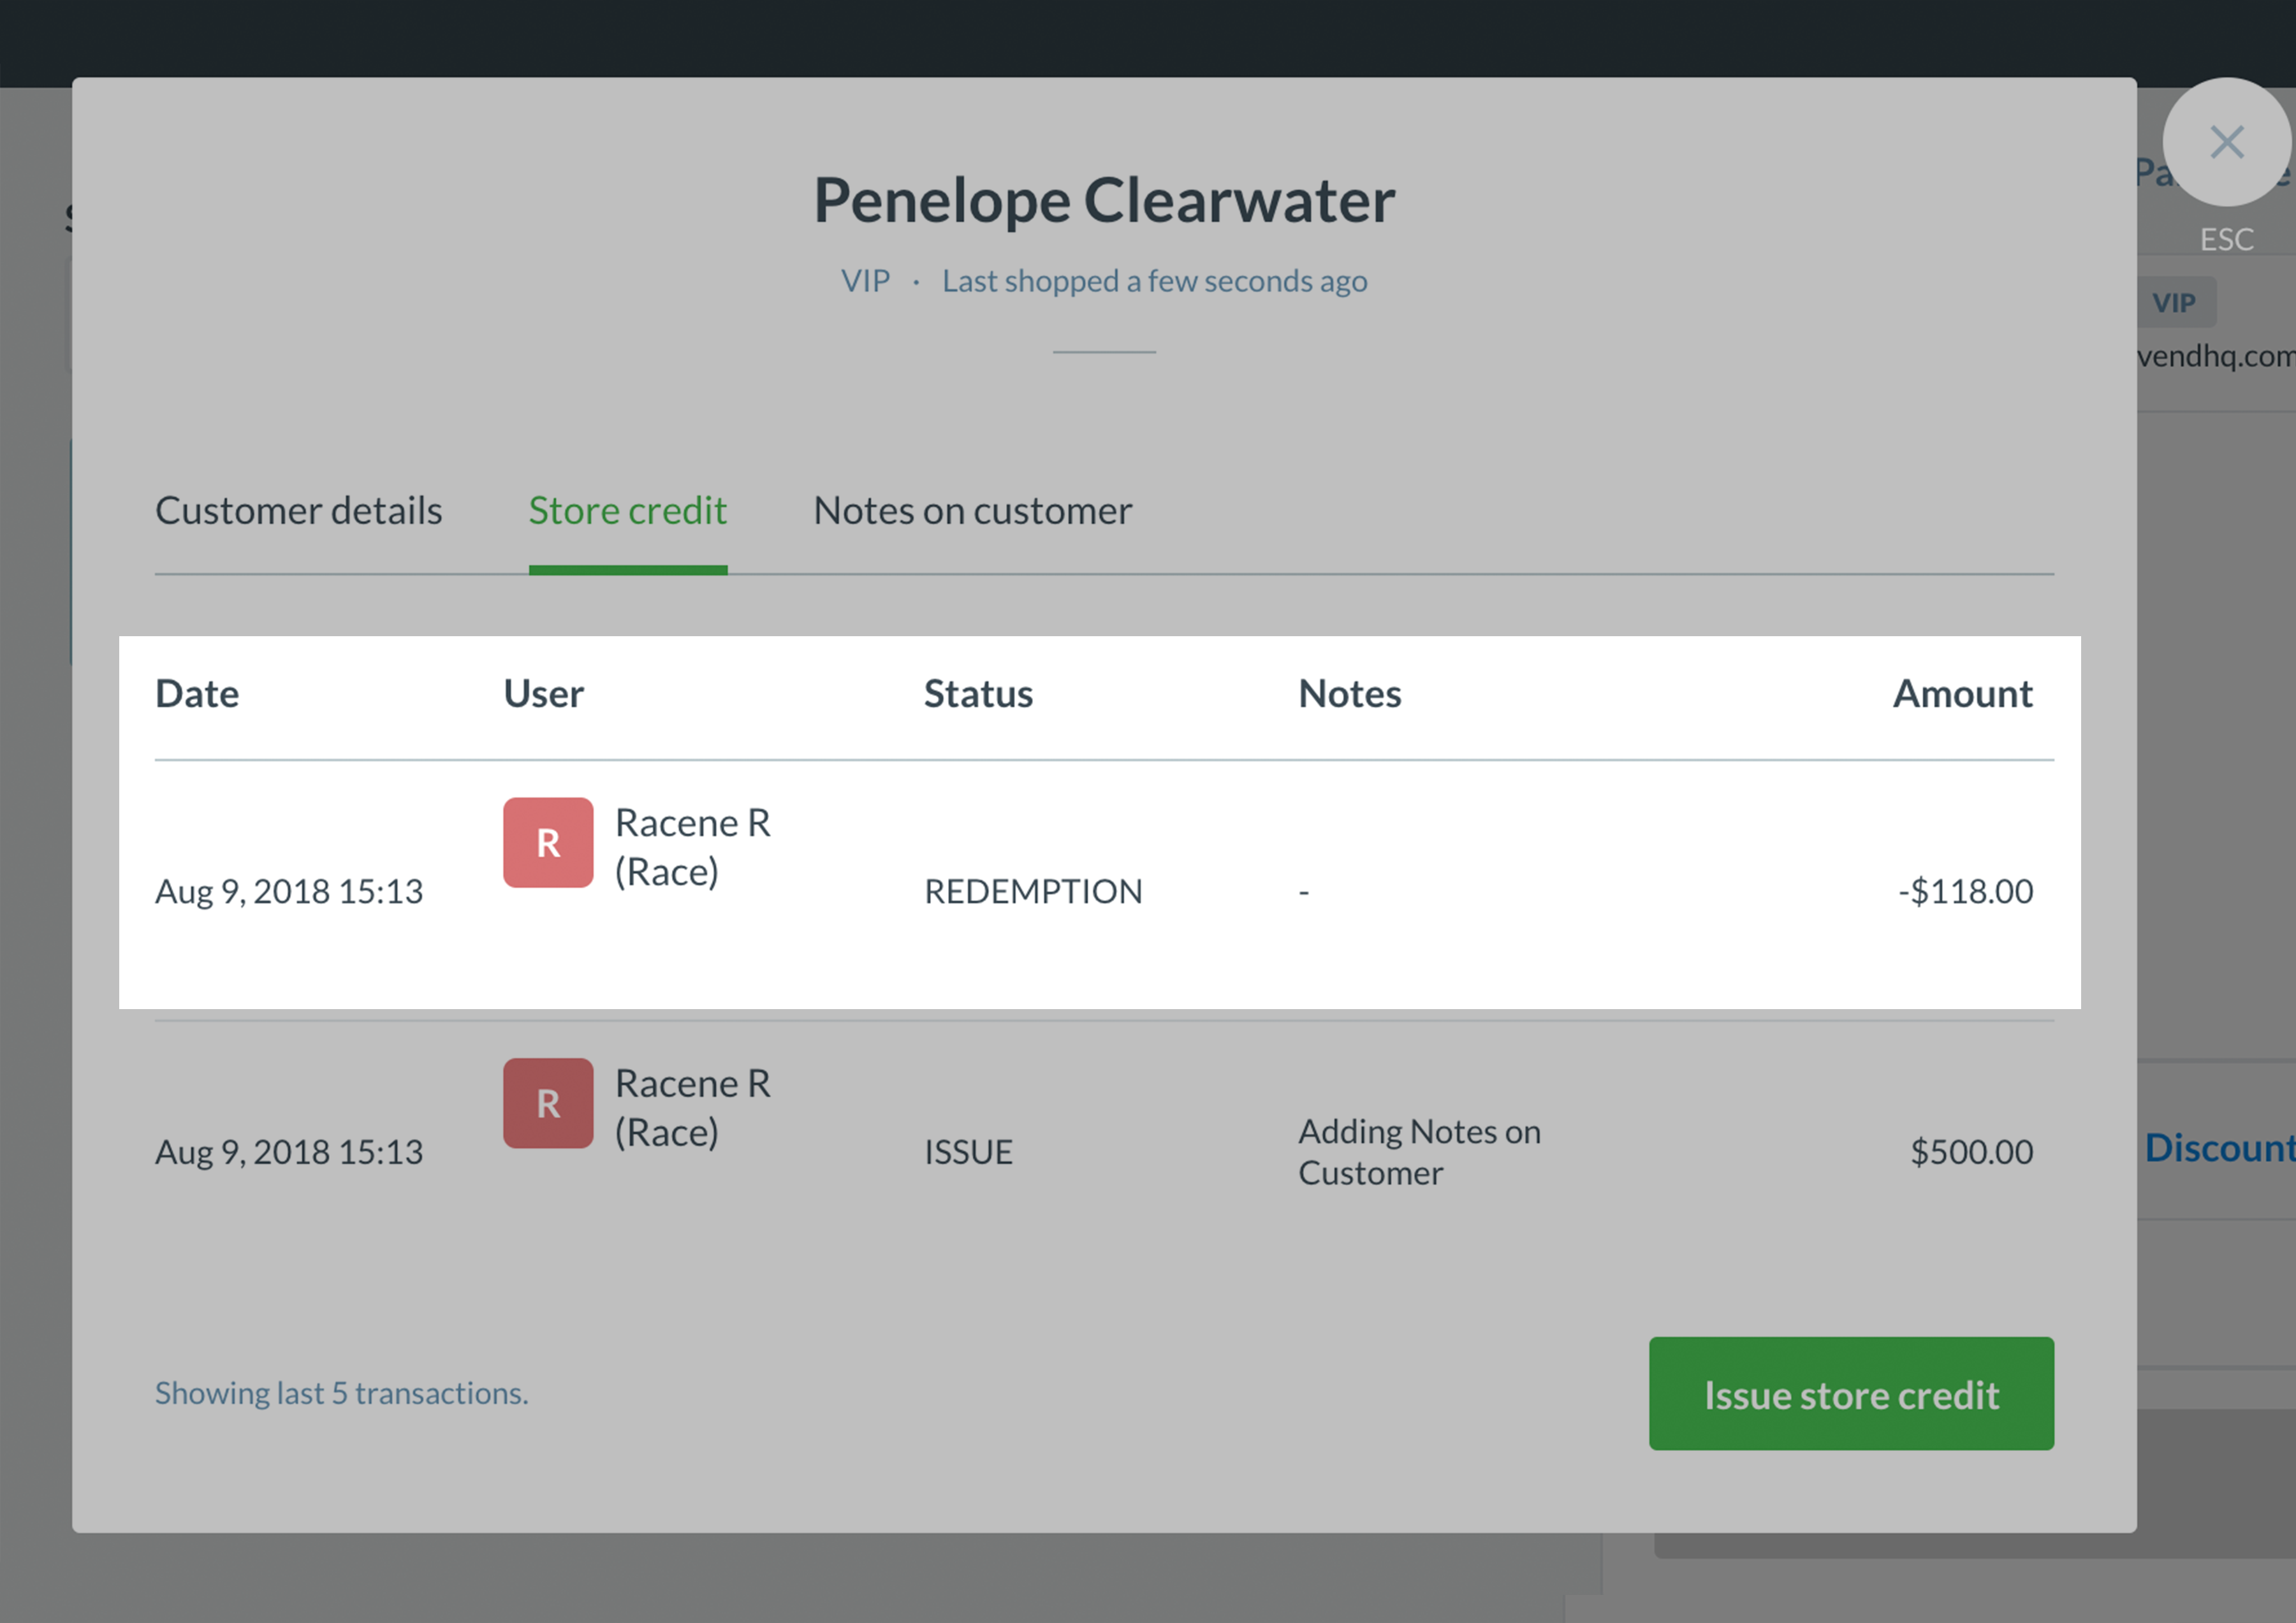 Penelope Clearwater
ESC
VIP · Last shopped a few seconds ago
VIP
vendhq.com
Customer details Store credit Notes on customer
Date User Status Notes Amount
R Racene R
(Race)
Aug 9, 2018 15:13 REDEMPTION - -$118.00
R Racene R
(Race)
Aug 9, 2018 15:13 ISSUE Adding Notes on
Customer $500.00
Discount
Showing last 5 transactions. Issue store credit